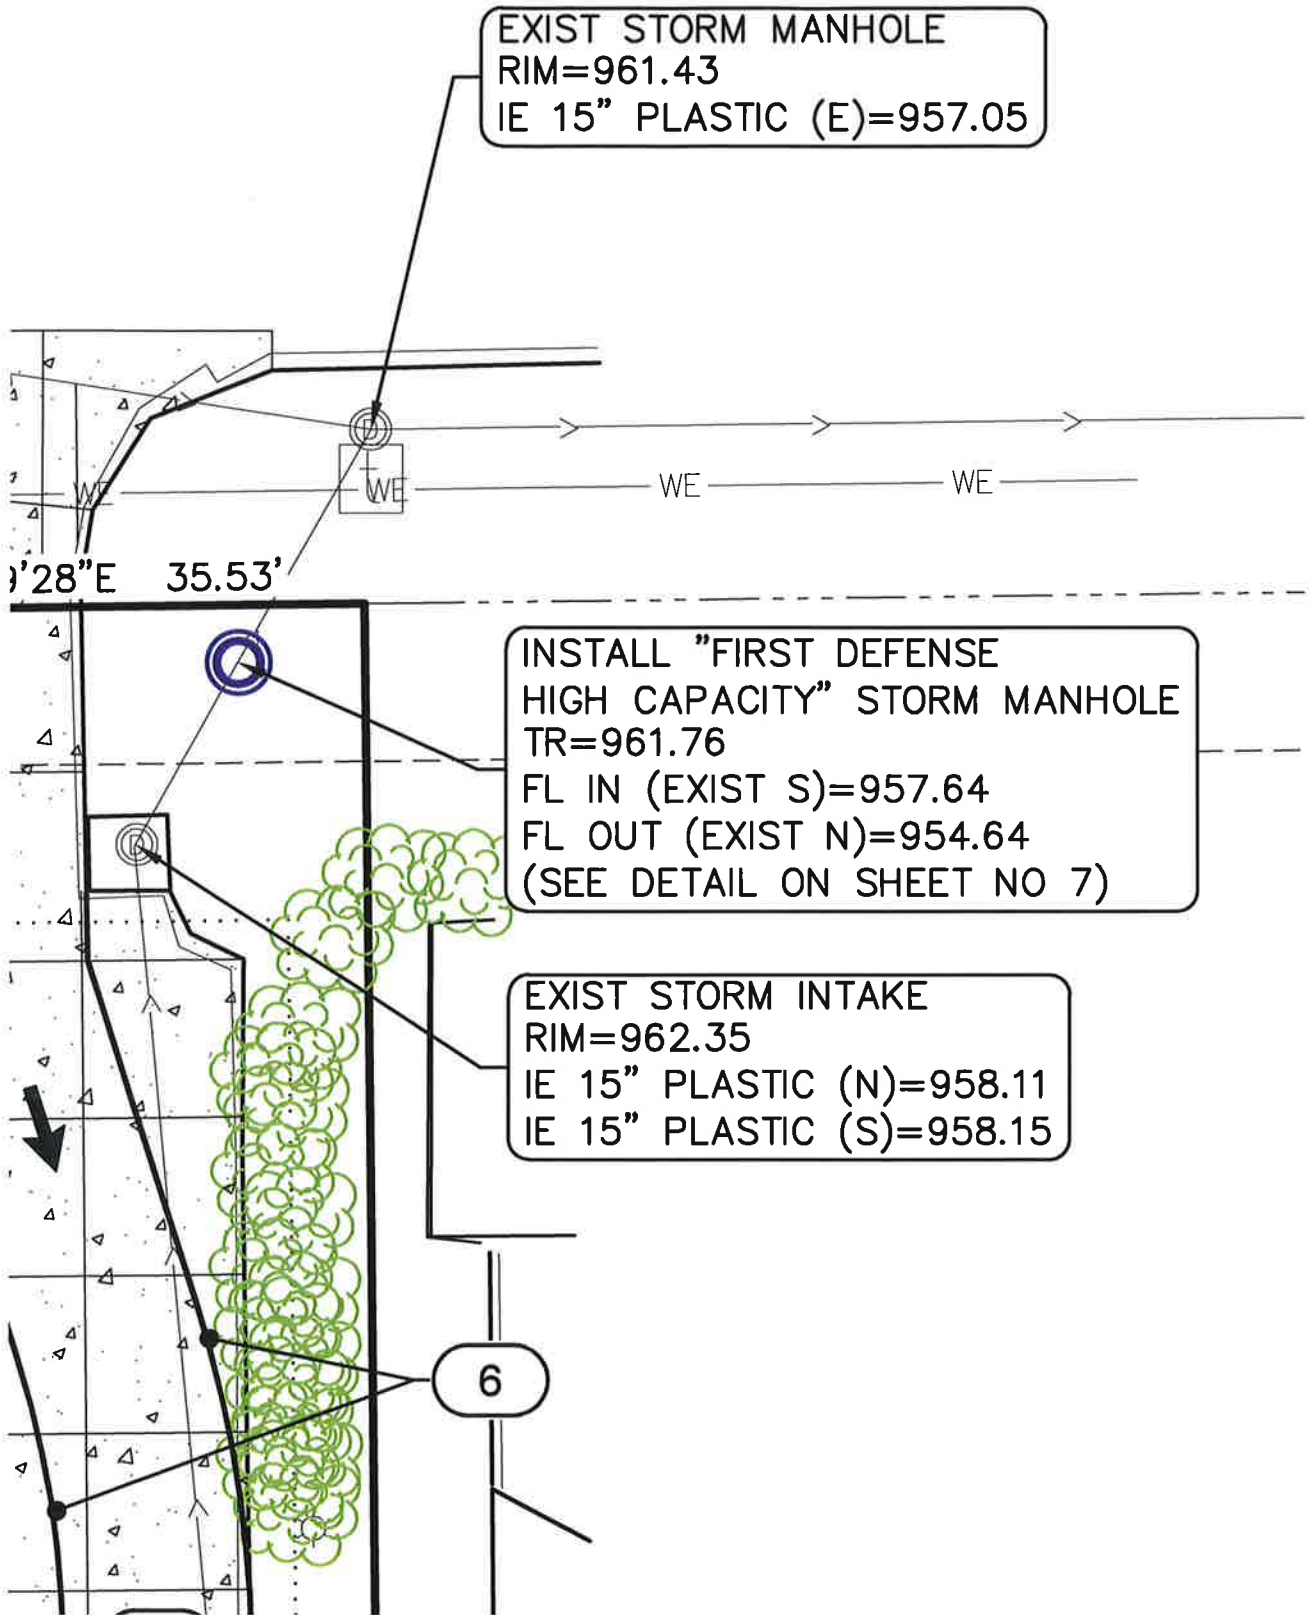 EXIST STORM MANHOLE
RIM=961.43
IE 15" PLASTIC (E)=957.05
D
WE
WE
WE
WE
9'28"E 35.53'
INSTALL "FIRST DEFENSE
HIGH CAPACITY" STORM MANHOLE
TR=961.76
FL IN (EXIST S)=957.64
FL OUT (EXIST N)=954.64
(SEE DETAIL ON SHEET NO 7)
D
EXIST STORM INTAKE
RIM=962.35
IE 15" PLASTIC (N)=958.11
IE 15" PLASTIC (S)=958.15
6